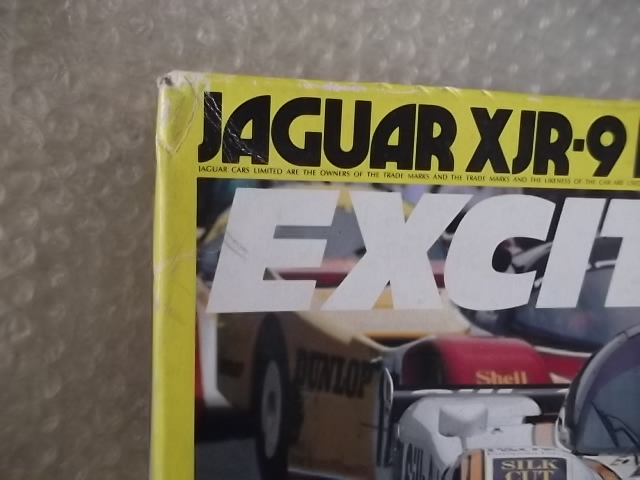 JAGUAR XJR-9
JAGUAR CARS LIMITED ARE THE OWNERS OF THE TRADE MARKS AND THE TRADE MARKS AND THE LIKENESS OF THE CAR ARE
EXCIT
DUNLOP
Shell
SILK
CUT